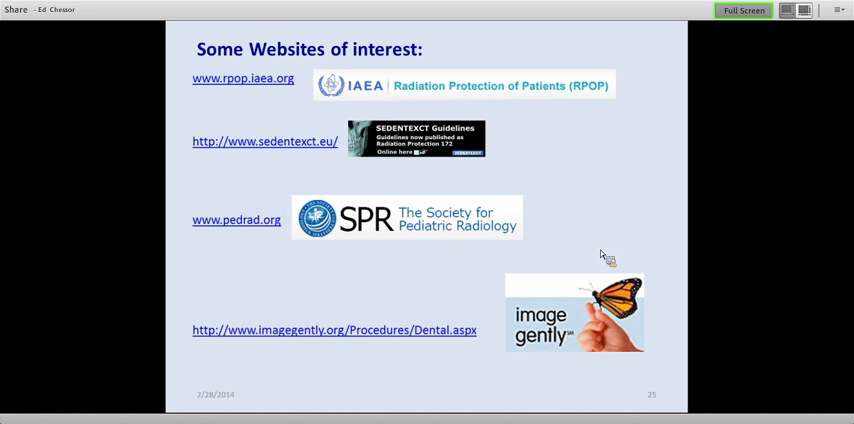 Share - Ed Chessor
Full Screen
Some Websites of interest:
www.rpop.iaea.org
IAEA Radiation Protection of Patients (RPOP)
http://www.sedentexct.eu/
SEDENTEXCT Guidelines
Guidelines now published as
Radiation Protection 172
Online here
SEDENTEXCT
www.pedrad.org
SPR The Society for
Pediatric Radiology
http://www.imagegently.org/Procedures/Dental.aspx
image
gently℠
2/28/2014
25